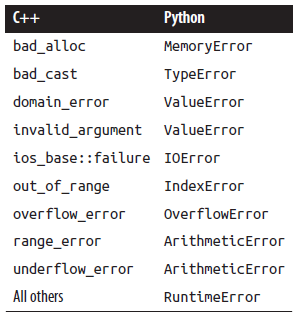 C++ Python
bad_alloc MemoryError
bad_cast TypeError
domain_error ValueError
invalid_argument ValueError
ios_base::failure IOError
out_of_range IndexError
overflow_error OverflowError
range_error ArithmeticError
underflow_error ArithmeticError
All others RuntimeError